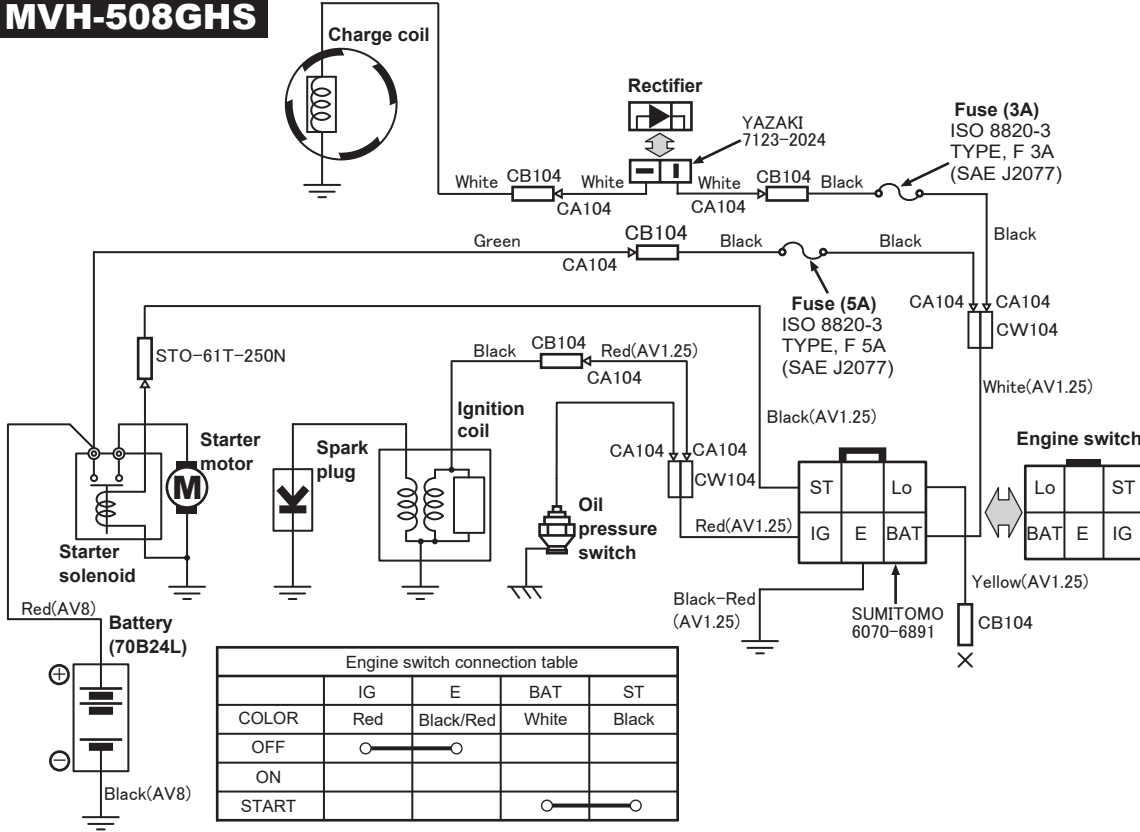 MVH-508GHS
Charge coil
Rectifier
YAZAKI
7123-2024
Fuse (3A)
ISO 8820-3
TYPE, F 3A
(SAE J2077)
White
CB104
White
CA104
White
CA104
CB104
Black
Black
Green
CA104
CB104
Black
Black
Fuse (5A)
ISO 8820-3
TYPE, F 5A
(SAE J2077)
CA104
CA104
CW104
White(AV1.25)
STO-61T-250N
Black
CB104
Red(AV1.25)
CA104
Black(AV1.25)
Starter
motor
M
Starter
solenoid
Spark
plug
Ignition
coil
CA104
CA104
CW104
Red(AV1.25)
Oil
pressure
switch
ST
Lo
IG
E
BAT
Engine switch
Lo
ST
BAT
E
IG
Black-Red
(AV1.25)
SUMITOMO
6070-6891
Yellow(AV1.25)
CB104
Red(AV8)
Battery
(70B24L)
+
−
Black(AV8)
Engine switch connection table
IG E BAT ST
COLOR Red Black/Red White Black
OFF
ON
START